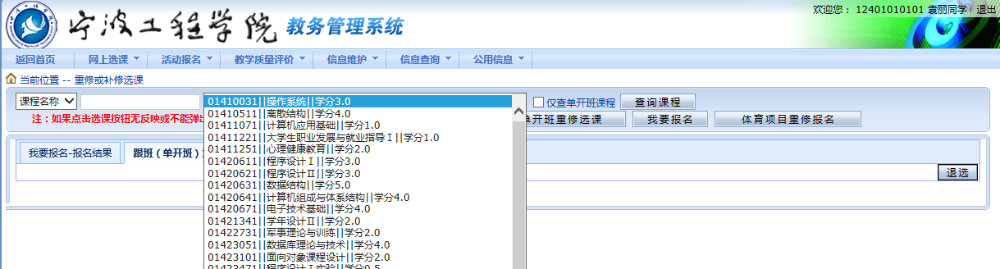 宁波工程学院 教务管理系统
欢迎您： 12401010101 袁丽同学 退出
返回首页 网上选课 活动报名 教学质量评价 信息维护 信息查询 公用信息
当前位置 -- 重修或补修选课
课程名称 仅查单开班课程 查询课程
注：如果点击选课按钮无反映或不能弹出 单开班重修选课 我要报名 体育项目重修报名
我要报名-报名结果 跟班（单开班）
退选
01410031||操作系统||学分3.0
01410511||离散结构||学分4.0
01411071||计算机应用基础||学分1.0
01411221||大学生职业发展与就业指导Ⅰ||学分1.0
01411251||心理健康教育||学分2.0
01420611||程序设计Ⅰ||学分3.0
01420621||程序设计Ⅱ||学分3.0
01420631||数据结构||学分5.0
01420641||计算机组成与体系结构||学分4.0
01420671||电子技术基础||学分4.0
01421341||学年设计Ⅱ||学分2.0
01422731||军事理论与训练||学分2.0
01423051||数据库理论与技术||学分4.0
01423101||面向对象课程设计||学分2.0
01423471||程序设计Ⅰ实验||学分0.5